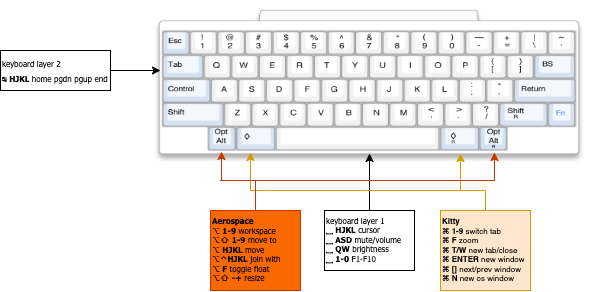 Esc ! 1 @ 2 # 3 $ 4 % 5 ^ 6 & 7 * 8 ( 9 ) 0 — - + = | \ ~ `
Tab Q W E R T Y U I O P { [ } ] BS
Control A S D F G H J K L : ; " ' Return
Shift Z X C V B N M < , > . ? / Shift R Fn
Opt Alt ◊ ◊ R Opt Alt R
keyboard layer 2
↹ HJKL home pgdn pgup end
Aerospace
⌥ 1-9 workspace
⌥⇧ 1-9 move to
⌥ HJKL move
⌥^HJKL join with
⌥ F toggle float
⌥⇧ -+ resize
keyboard layer 1
⎵ HJKL cursor
⎵ ASD mute/volume
⎵ QW brightness
⎵ 1-0 F1-F10
Kitty
⌘ 1-9 switch tab
⌘ F zoom
⌘ T/W new tab/close
⌘ ENTER new window
⌘ [] next/prev window
⌘ N new os window